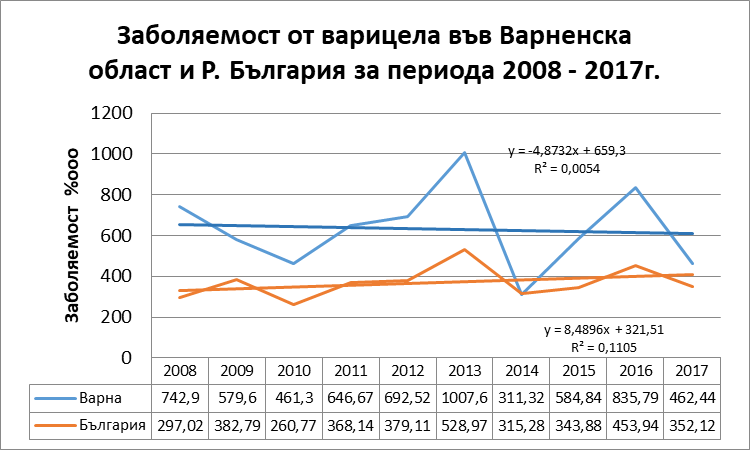 Заболяемост от варицела във Варненска
област и Р. България за периода 2008 - 2017г.
Заболяемост %ооо
1200
1000
800
600
400
200
0
y = -4,8732x + 659,3
R² = 0,0054
y = 8,4896x + 321,51
R² = 0,1105
2008 2009 2010 2011 2012 2013 2014 2015 2016 2017
Варна 742,9 579,6 461,3 646,67 692,52 1007,6 311,32 584,84 835,79 462,44
България 297,02 382,79 260,77 368,14 379,11 528,97 315,28 343,88 453,94 352,12